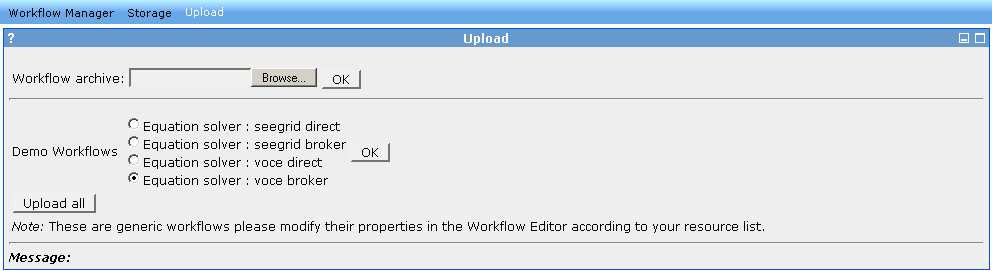 Workflow Manager Storage Upload
? Upload
Workflow archive: Browse... OK
Equation solver : seegrid direct
Equation solver : seegrid broker
Demo Workflows OK
Equation solver : voce direct
Equation solver : voce broker
Upload all
Note: These are generic workflows please modify their properties in the Workflow Editor according to your resource list.
Message: